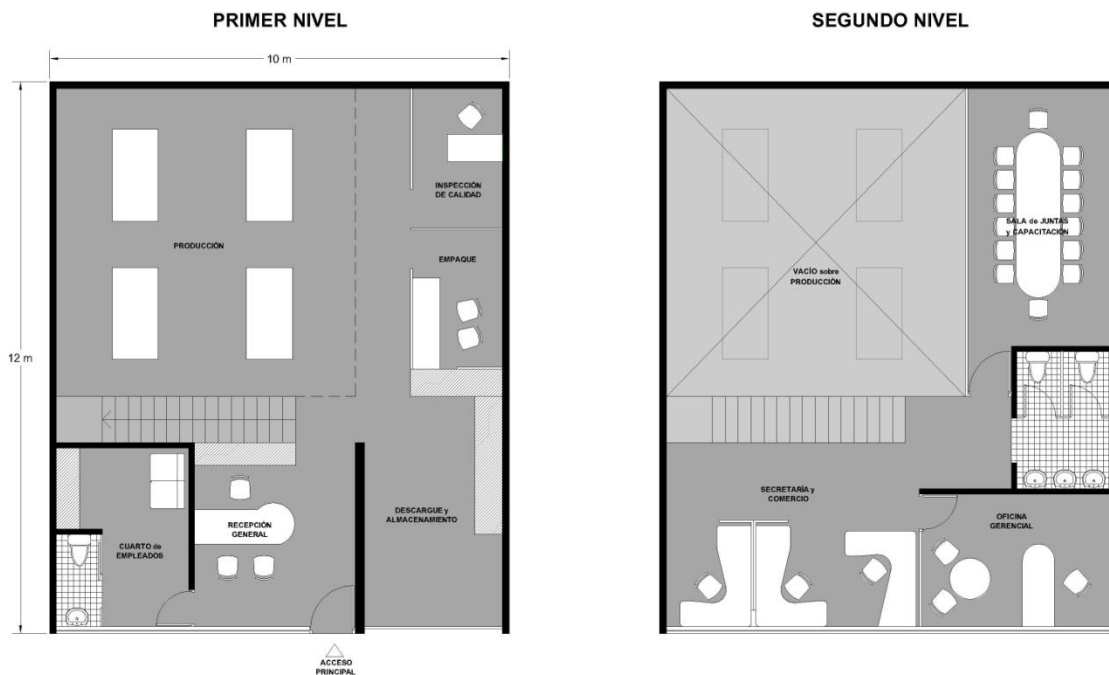 PRIMER NIVEL
10 m
12 m
PRODUCCIÓN
INSPECCIÓN
DE CALIDAD
EMPAQUE
DESCARGUE y
ALMACENAMIENTO
RECEPCIÓN
GENERAL
CUARTO de
EMPLEADOS
ACCESO
PRINCIPAL
SEGUNDO NIVEL
SALA de JUNTAS
y CAPACITACIÓN
VACÍO sobre
PRODUCCIÓN
SECRETARÍA y
COMERCIO
OFICINA
GERENCIAL